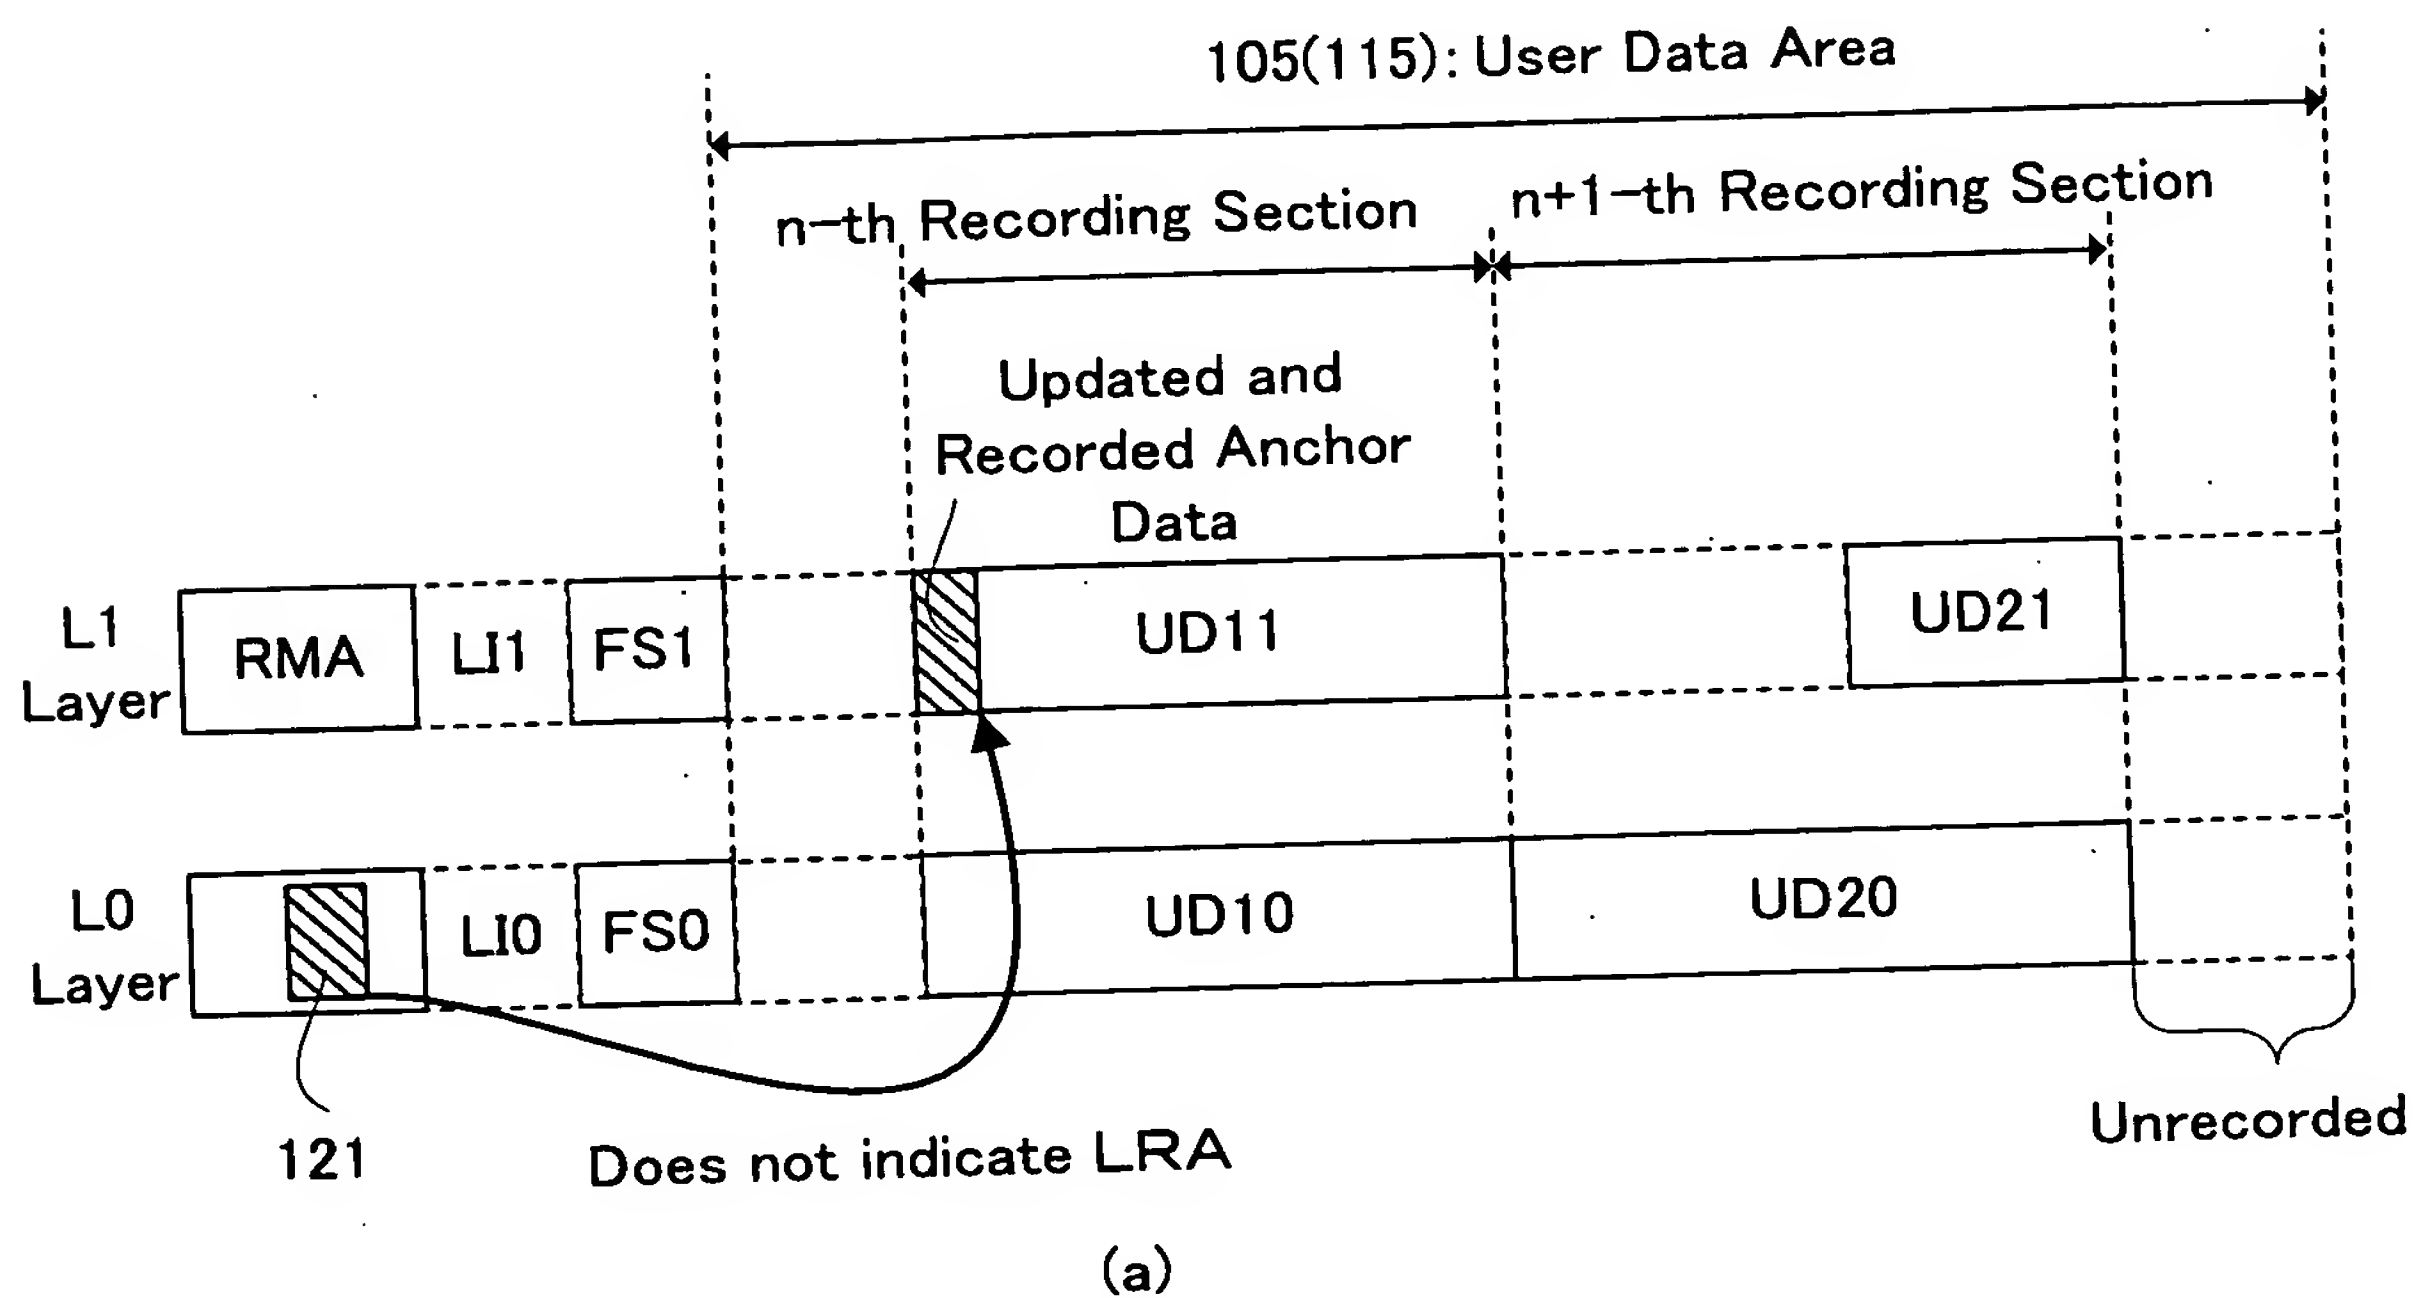 105(115): User Data Area
n-th Recording Section
n+1-th Recording Section
Updated and
Recorded Anchor
Data
L1
Layer
RMA
LI1
FS1
UD11
UD21
L0
Layer
LI0
FS0
UD10
UD20
121
Does not indicate LRA
Unrecorded
(a)